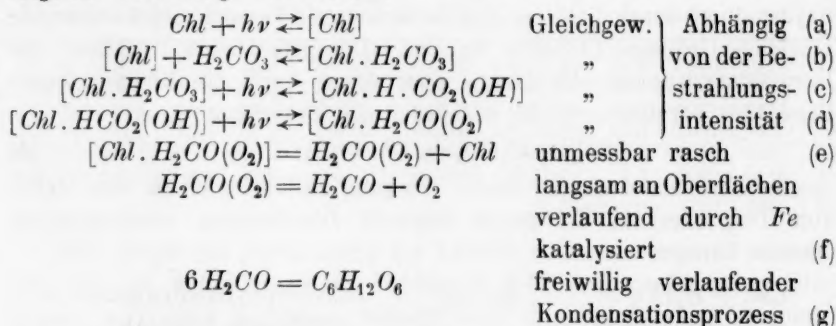 Chl + hν ⇄ [Chl] Gleichgew. Abhängig (a)
[Chl] + H₂CO₃ ⇄ [Chl . H₂CO₃] „ von der Be- (b)
[Chl . H₂CO₃] + hν ⇄ [Chl . H . CO₂(OH)] „ strahlungs- (c)
[Chl . HCO₂(OH)] + hν ⇄ [Chl . H₂CO(O₂) „ intensität (d)
[Chl . H₂CO(O₂)] = H₂CO(O₂) + Chl unmessbar rasch (e)
H₂CO(O₂) = H₂CO + O₂ langsam an Oberflächen
verlaufend durch Fe
katalysiert (f)
6 H₂CO = C₆H₁₂O₆ freiwillig verlaufender
Kondensationsprozess (g)